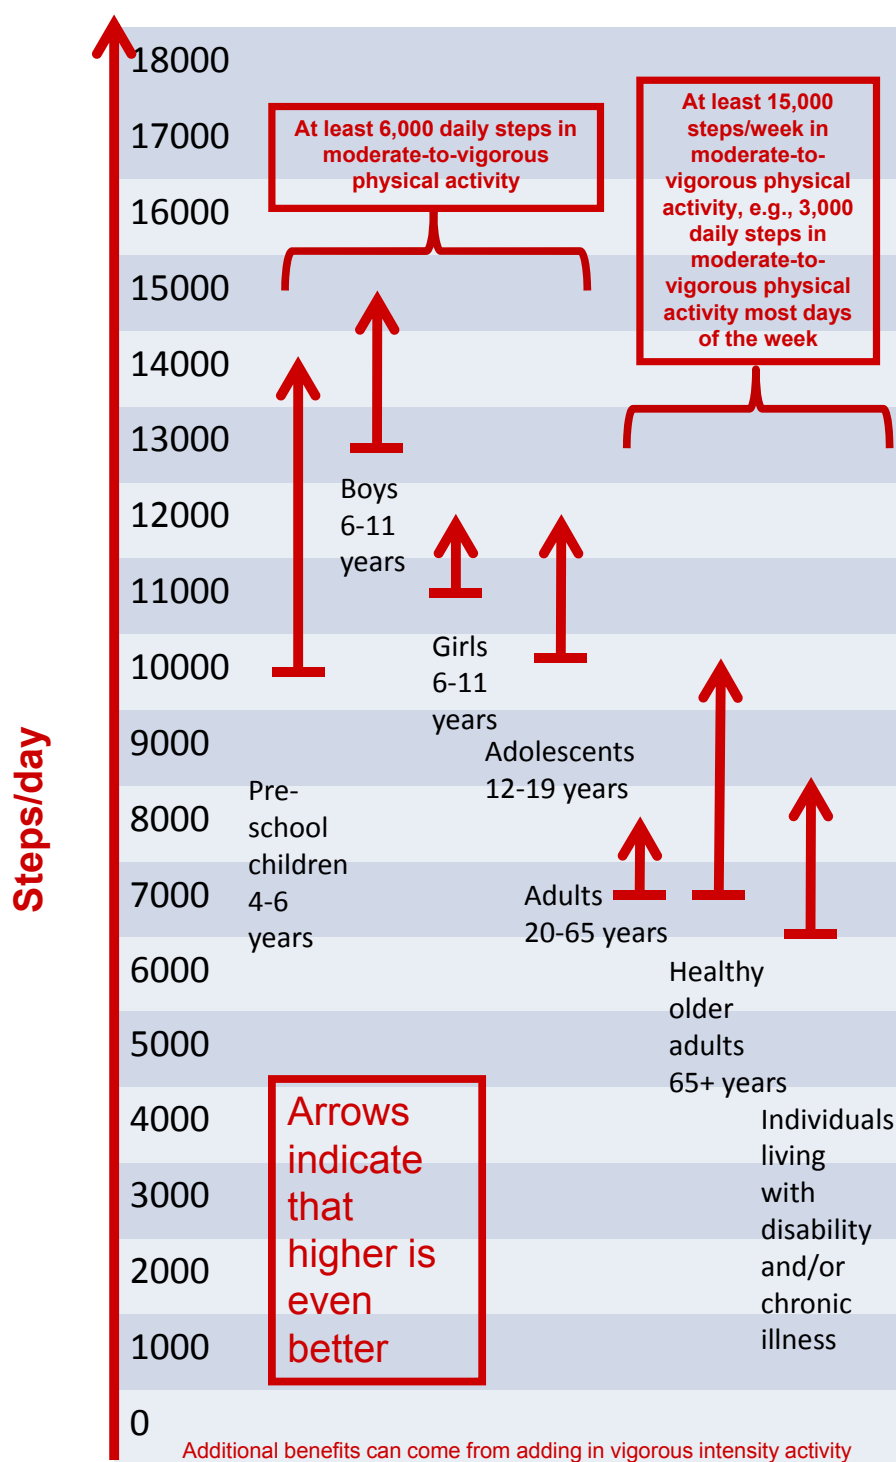 18000
17000
16000
15000
14000
13000
12000
11000
10000
9000
8000
7000
6000
5000
4000
3000
2000
1000
0
Steps/day
At least 6,000 daily steps in
moderate-to-vigorous
physical activity
At least 15,000
steps/week in
moderate-to-
vigorous physical
activity, e.g., 3,000
daily steps in
moderate-to-
vigorous physical
activity most days
of the week
Boys
6-11
years
Girls
6-11
years
Adolescents
12-19 years
Pre-
school
children
4-6
years
Adults
20-65 years
Healthy
older
adults
65+ years
Individuals
living
with
disability
and/or
chronic
illness
Arrows
indicate
that
higher is
even
better
Additional benefits can come from adding in vigorous intensity activity